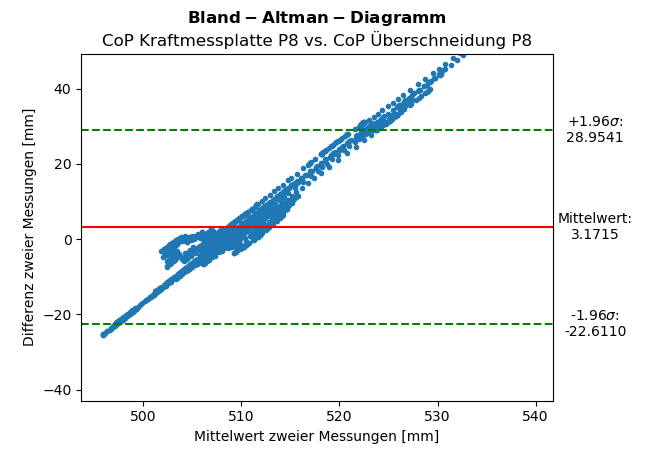 Bland − Altman − Diagramm
CoP Kraftmessplatte P8 vs. CoP Überschneidung P8
Differenz zweier Messungen [mm]
40
20
0
−20
−40
+1.96σ:
28.9541
Mittelwert:
3.1715
-1.96σ:
-22.6110
500 510 520 530 540
Mittelwert zweier Messungen [mm]